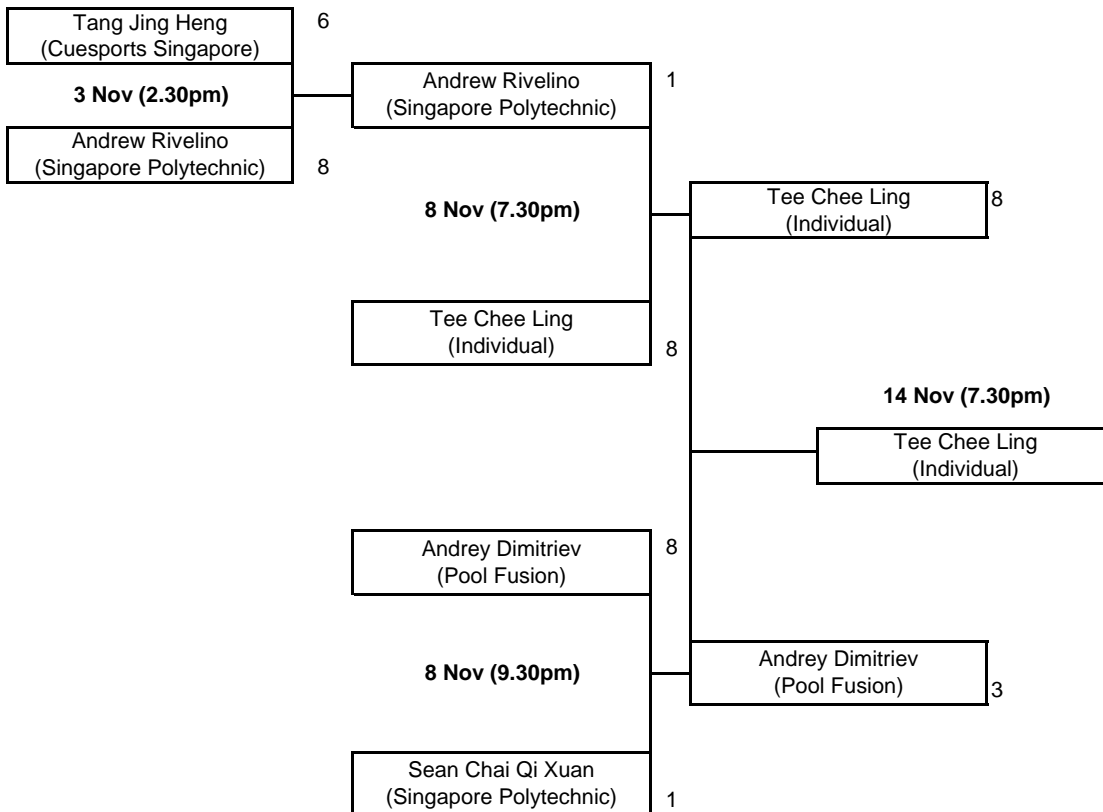 Tang Jing Heng
(Cuesports Singapore)
6
3 Nov (2.30pm)
Andrew Rivelino
(Singapore Polytechnic)
8
Andrew Rivelino
(Singapore Polytechnic)
1
8 Nov (7.30pm)
Tee Chee Ling
(Individual)
8
Tee Chee Ling
(Individual)
8
14 Nov (7.30pm)
Tee Chee Ling
(Individual)
Andrey Dimitriev
(Pool Fusion)
8
8 Nov (9.30pm)
Andrey Dimitriev
(Pool Fusion)
3
Sean Chai Qi Xuan
(Singapore Polytechnic)
1